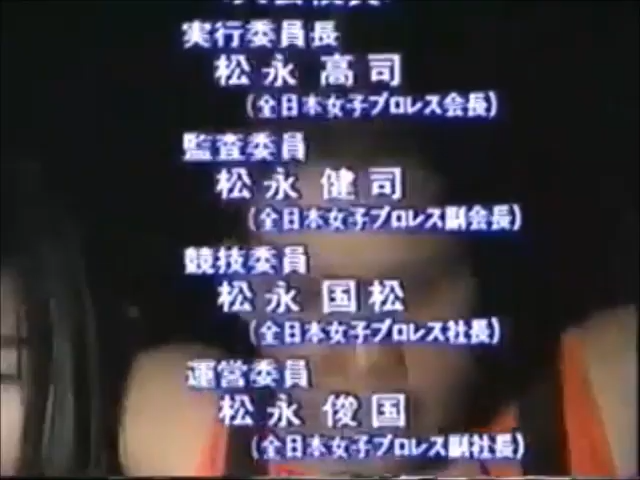 実行委員長
松永高司
(全日本女子プロレス会長)
監査委員
松永健司
(全日本女子プロレス副会長)
競技委員
松永国松
(全日本女子プロレス社長)
運営委員
松永俊国
(全日本女子プロレス副社長)